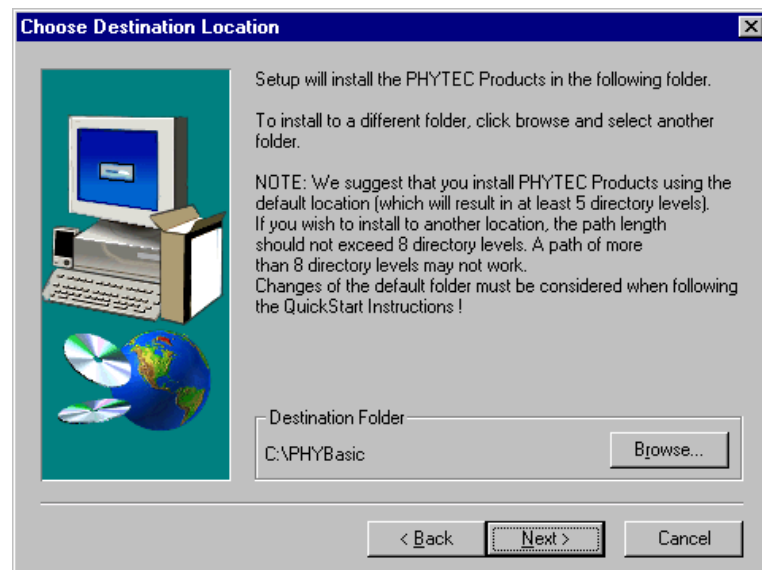 Choose Destination Location
Setup will install the PHYTEC Products in the following folder.
To install to a different folder, click browse and select another
folder.
NOTE: We suggest that you install PHYTEC Products using the
default location (which will result in at least 5 directory levels).
If you wish to install to another location, the path length
should not exceed 8 directory levels. A path of more
than 8 directory levels may not work.
Changes of the default folder must be considered when following
the QuickStart Instructions !
Destination Folder
C:\PHYBasic
Browse...
< Back
Next >
Cancel